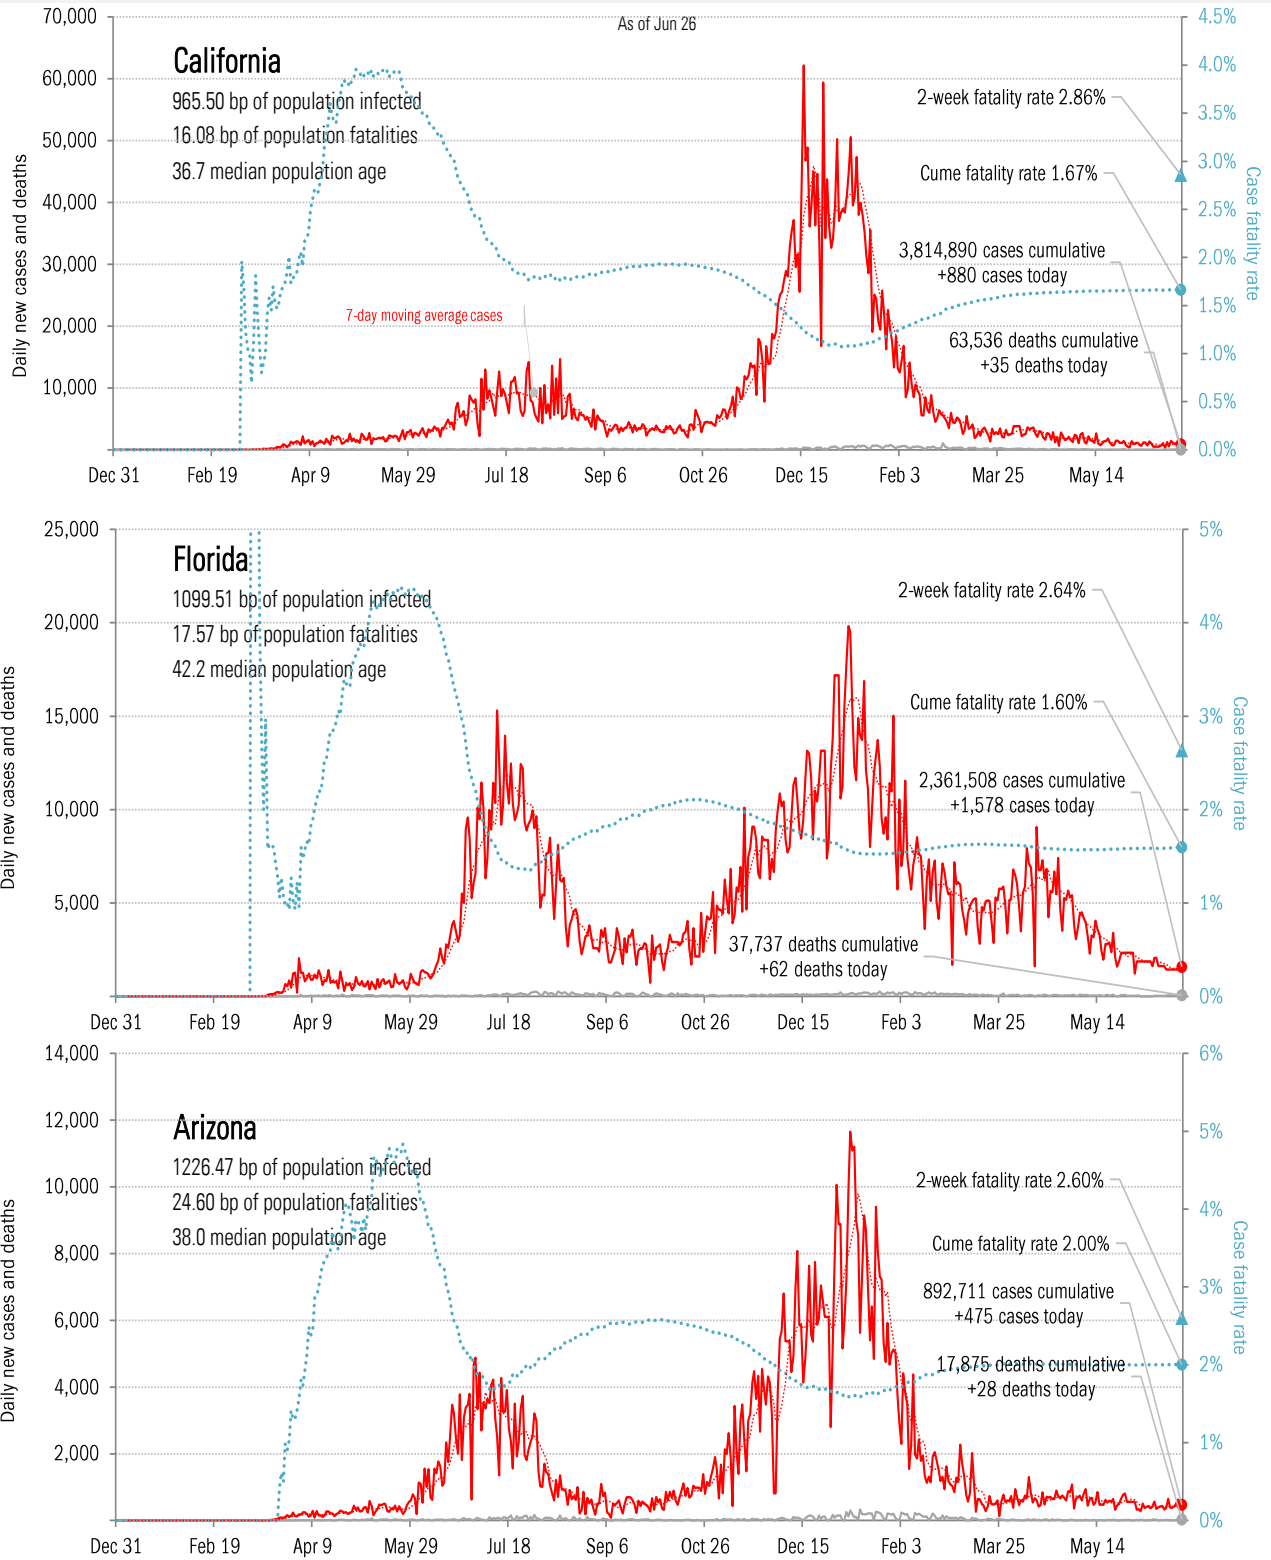 As of Jun 26
70,000
60,000
50,000
40,000
30,000
20,000
10,000
Daily new cases and deaths
4.5%
4.0%
3.5%
3.0%
2.5%
2.0%
1.5%
1.0%
0.5%
0.0%
Case fatality rate
California
965.50 bp of population infected
16.08 bp of population fatalities
36.7 median population age
7-day moving average cases
2-week fatality rate 2.86%
Cume fatality rate 1.67%
3,814,890 cases cumulative
+880 cases today
63,536 deaths cumulative
+35 deaths today
Dec 31 Feb 19 Apr 9 May 29 Jul 18 Sep 6 Oct 26 Dec 15 Feb 3 Mar 25 May 14
25,000
20,000
15,000
10,000
5,000
Daily new cases and deaths
5%
4%
3%
2%
1%
0%
Case fatality rate
Florida
1099.51 bp of population infected
17.57 bp of population fatalities
42.2 median population age
2-week fatality rate 2.64%
Cume fatality rate 1.60%
2,361,508 cases cumulative
+1,578 cases today
37,737 deaths cumulative
+62 deaths today
Dec 31 Feb 19 Apr 9 May 29 Jul 18 Sep 6 Oct 26 Dec 15 Feb 3 Mar 25 May 14
14,000
12,000
10,000
8,000
6,000
4,000
2,000
Daily new cases and deaths
6%
5%
4%
3%
2%
1%
0%
Case fatality rate
Arizona
1226.47 bp of population infected
24.60 bp of population fatalities
38.0 median population age
2-week fatality rate 2.60%
Cume fatality rate 2.00%
892,711 cases cumulative
+475 cases today
17,875 deaths cumulative
+28 deaths today
Dec 31 Feb 19 Apr 9 May 29 Jul 18 Sep 6 Oct 26 Dec 15 Feb 3 Mar 25 May 14